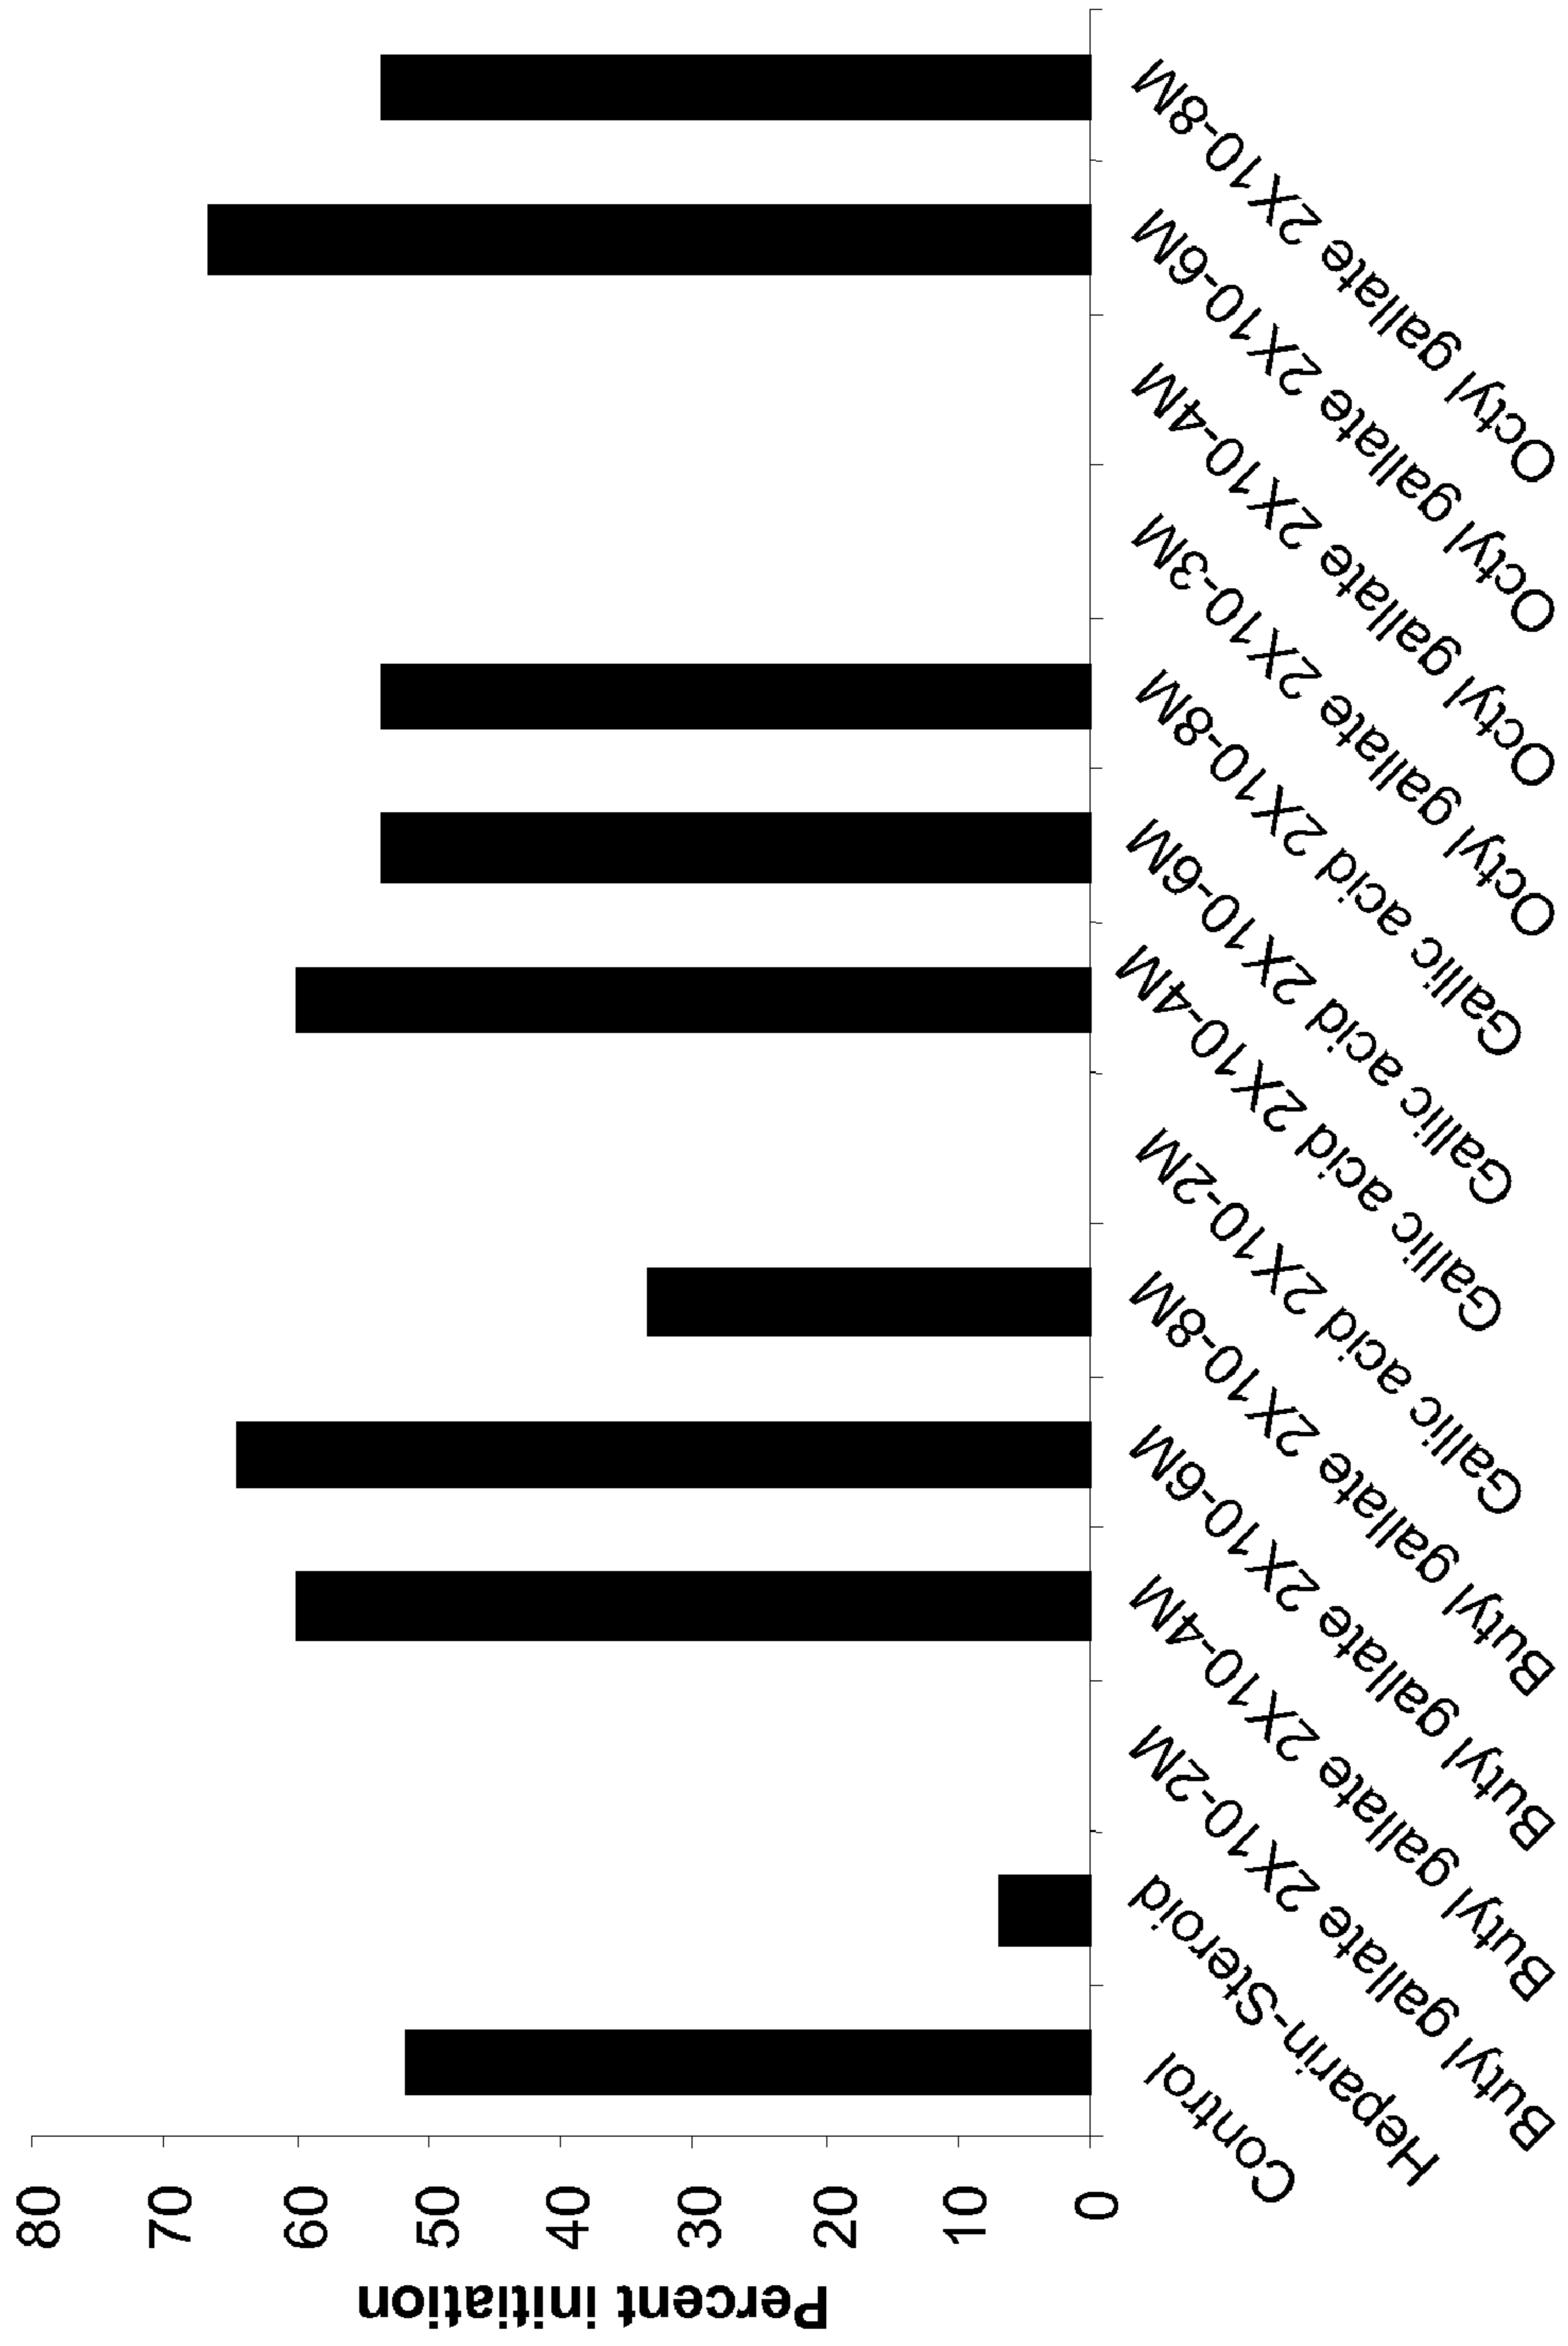 Percent initiation
80
70
60
50
40
30
20
10
0
Control
Heparin-Steroid
Butyl gallate 2X10-2M
Butyl gallate 2X10-4M
Butyl gallate 2X10-6M
Butyl gallate 2X10-8M
Gallic acid 2X10-2M
Gallic acid 2X10-4M
Gallic acid 2X10-6M
Gallic acid 2X10-8M
Octyl gallate 2X10-3M
Octyl gallate 2X10-4M
Octyl gallate 2X10-6M
Octyl gallate 2X10-8M